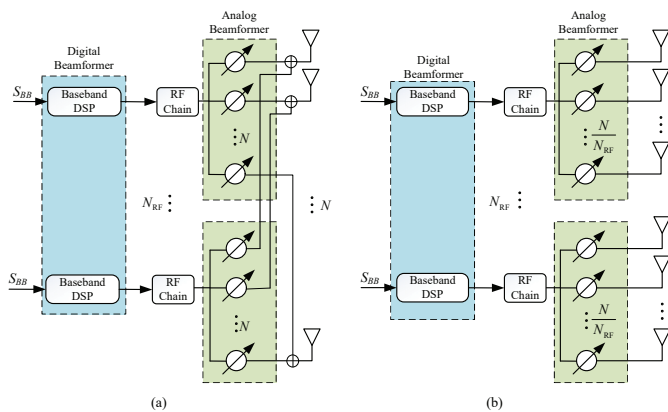 Analog
Beamformer
Digital
Beamformer
S_BB
Baseband
DSP
RF
Chain
⋮ N
N_RF ⋮
⋮ N
S_BB
Baseband
DSP
RF
Chain
⋮ N
(a)
Analog
Beamformer
Digital
Beamformer
S_BB
Baseband
DSP
RF
Chain
⋮ N/N_RF
⋮
N_RF ⋮
S_BB
Baseband
DSP
RF
Chain
⋮ N/N_RF
(b)